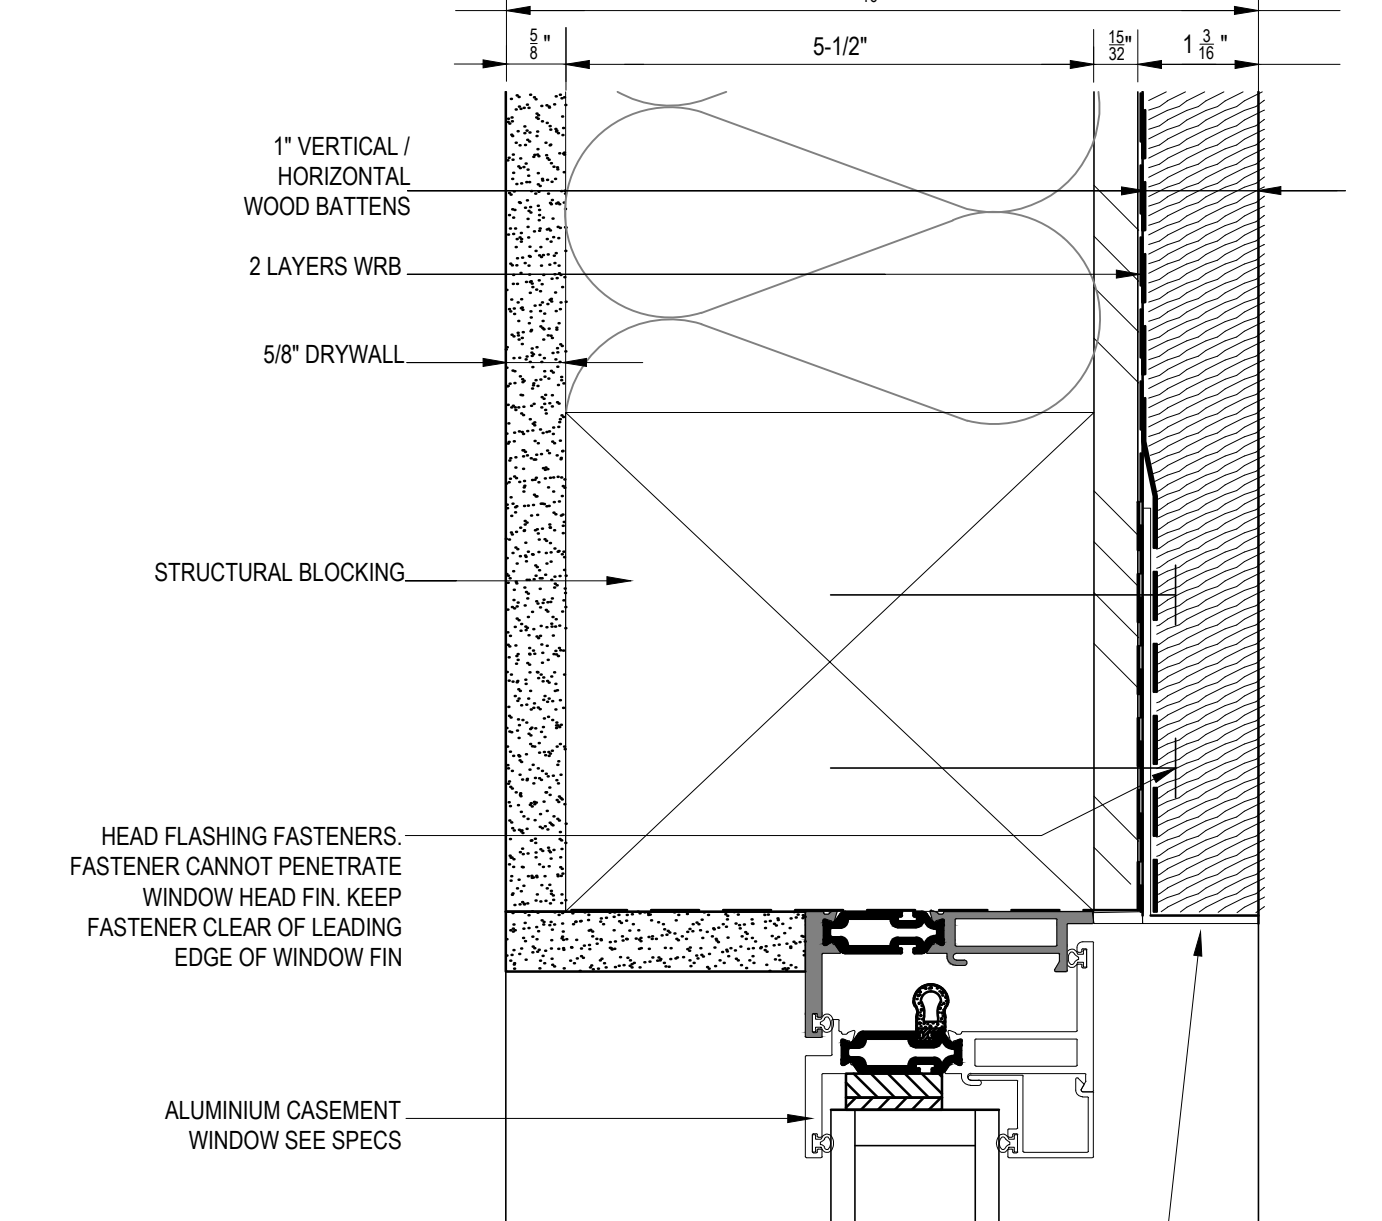 5/8" 5-1/2" 15/32" 1 3/16"
1" VERTICAL /
HORIZONTAL
WOOD BATTENS
2 LAYERS WRB
5/8" DRYWALL
STRUCTURAL BLOCKING
HEAD FLASHING FASTENERS.
FASTENER CANNOT PENETRATE
WINDOW HEAD FIN. KEEP
FASTENER CLEAR OF LEADING
EDGE OF WINDOW FIN
ALUMINIUM CASEMENT
WINDOW SEE SPECS